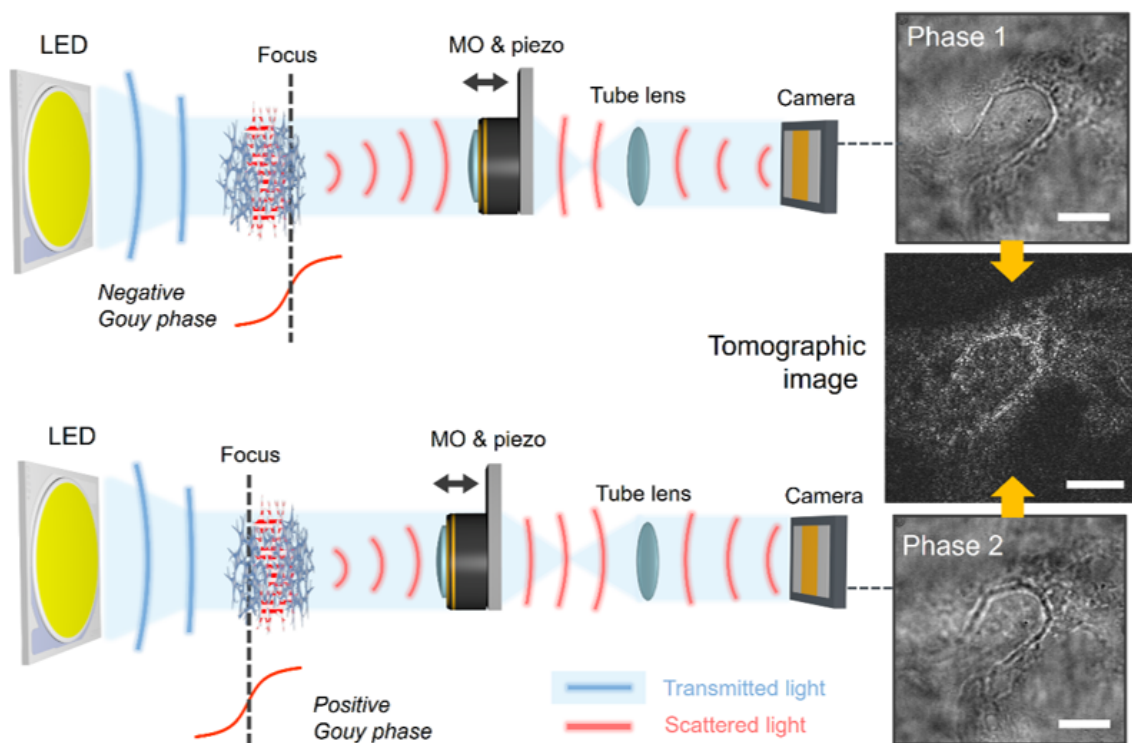 LED
Focus
MO & piezo
Tube lens
Camera
Phase 1
Negative
Gouy phase
Tomographic
image
LED
Focus
MO & piezo
Tube lens
Camera
Phase 2
Positive
Gouy phase
Transmitted light
Scattered light